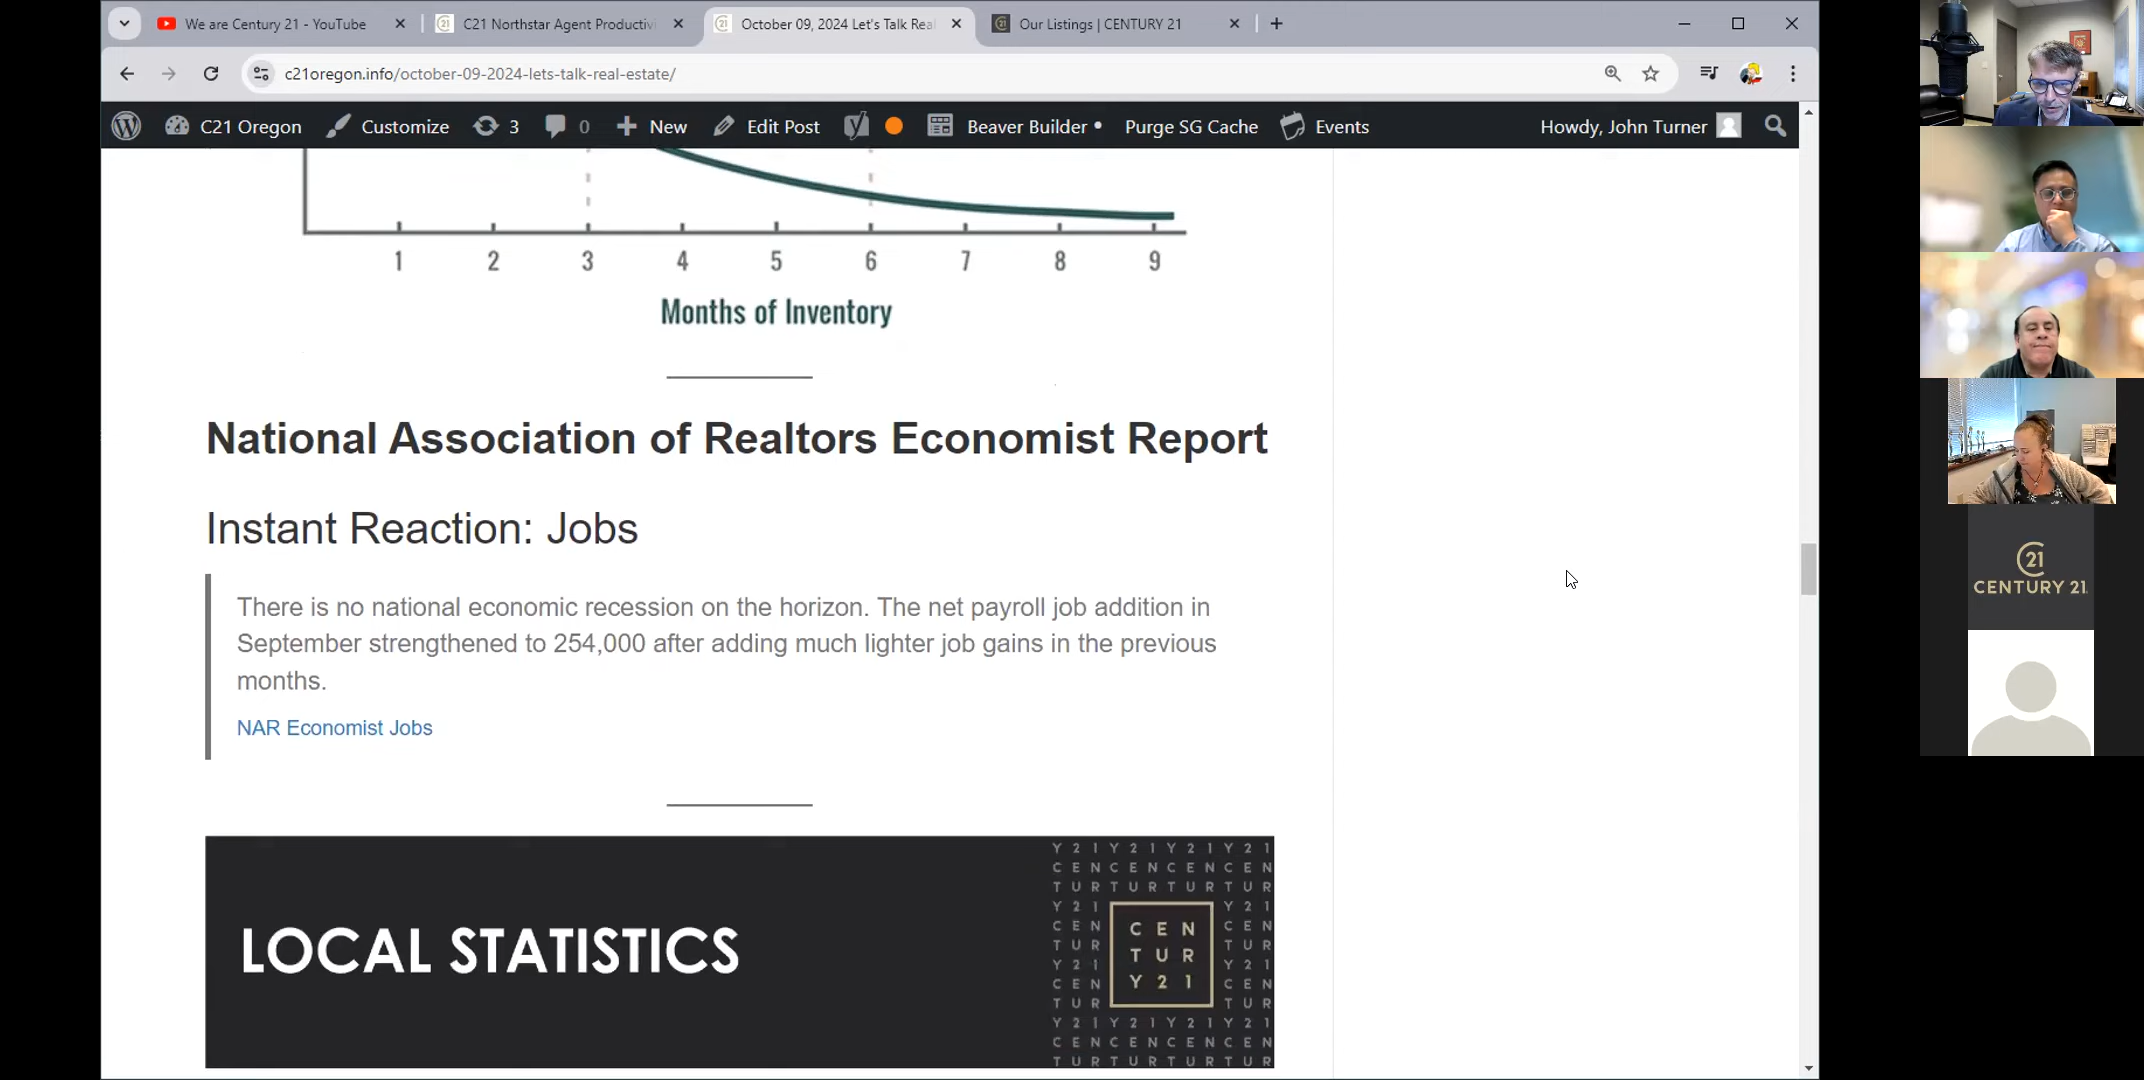 We are Century 21 - YouTube
C21 Northstar Agent Productivi
October 09, 2024 Let's Talk Real
Our Listings | CENTURY 21
c21oregon.info/october-09-2024-lets-talk-real-estate/
C21 Oregon
Customize
3
0
New
Edit Post
Beaver Builder
Purge SG Cache
Events
Howdy, John Turner
1 2 3 4 5 6 7 8 9
Months of Inventory
National Association of Realtors Economist Report
Instant Reaction: Jobs
There is no national economic recession on the horizon. The net payroll job addition in
September strengthened to 254,000 after adding much lighter job gains in the previous
months.
NAR Economist Jobs
LOCAL STATISTICS
CEN
TUR
Y21
21
CENTURY 21